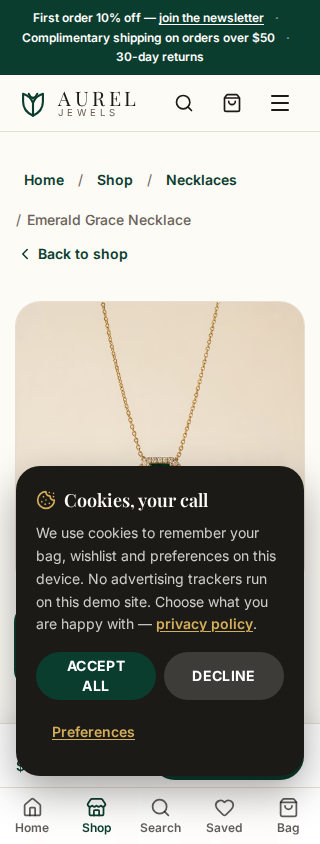 First order 10% off — join the newsletter ·
Complimentary shipping on orders over $50 ·
30-day returns
AUREL
JEWELS
Home / Shop / Necklaces
/ Emerald Grace Necklace
Back to shop
Cookies, your call
We use cookies to remember your
bag, wishlist and preferences on this
device. No advertising trackers run
on this demo site. Choose what you
are happy with — privacy policy.
ACCEPT
ALL
DECLINE
Preferences
Home
Shop
Search
Saved
Bag